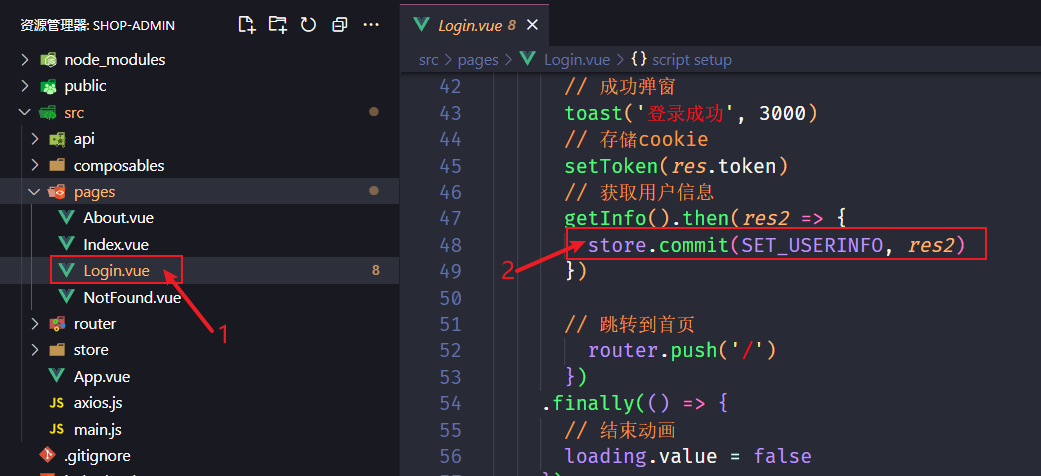 资源管理器: SHOP-ADMIN
node_modules
public
src
api
composables
pages
About.vue
Index.vue
Login.vue 8
NotFound.vue
router
store
App.vue
JS axios.js
JS main.js
.gitignore
1
Login.vue 8
src > pages > Login.vue > {} script setup
42 // 成功弹窗
43 toast('登录成功', 3000)
44 // 存储cookie
45 setToken(res.token)
46 // 获取用户信息
47 getInfo().then(res2 => {
48 store.commit(SET_USERINFO, res2)
2
49 })
50
51 // 跳转到首页
52 router.push('/')
53 })
54 .finally(() => {
55 // 结束动画
56 loading.value = false